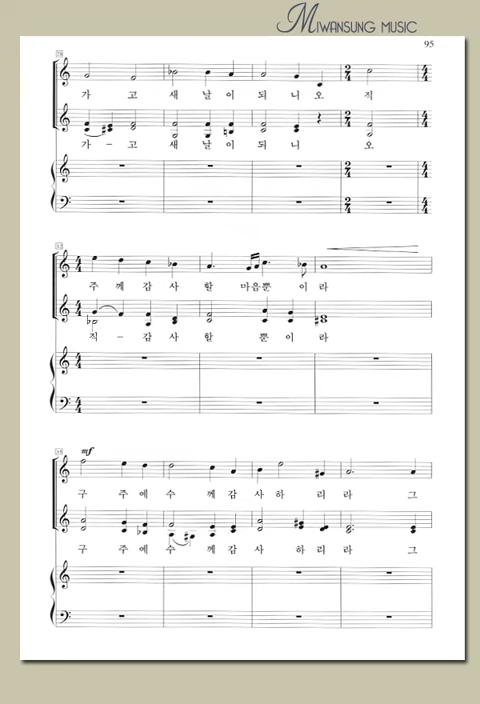 MIWANSUNG MUSIC
95
가 고 새 날 이 되 니 오 직
가 - 고 새 날 이 되 니 오
주 께 감 사 할 마음뿐 이 라
직 - 감 사 할 뿐 이 라
mf
구 주 예 수 께 감 사 하 리 라 그
구 주 예 수 께 감 사 하 리 라 그